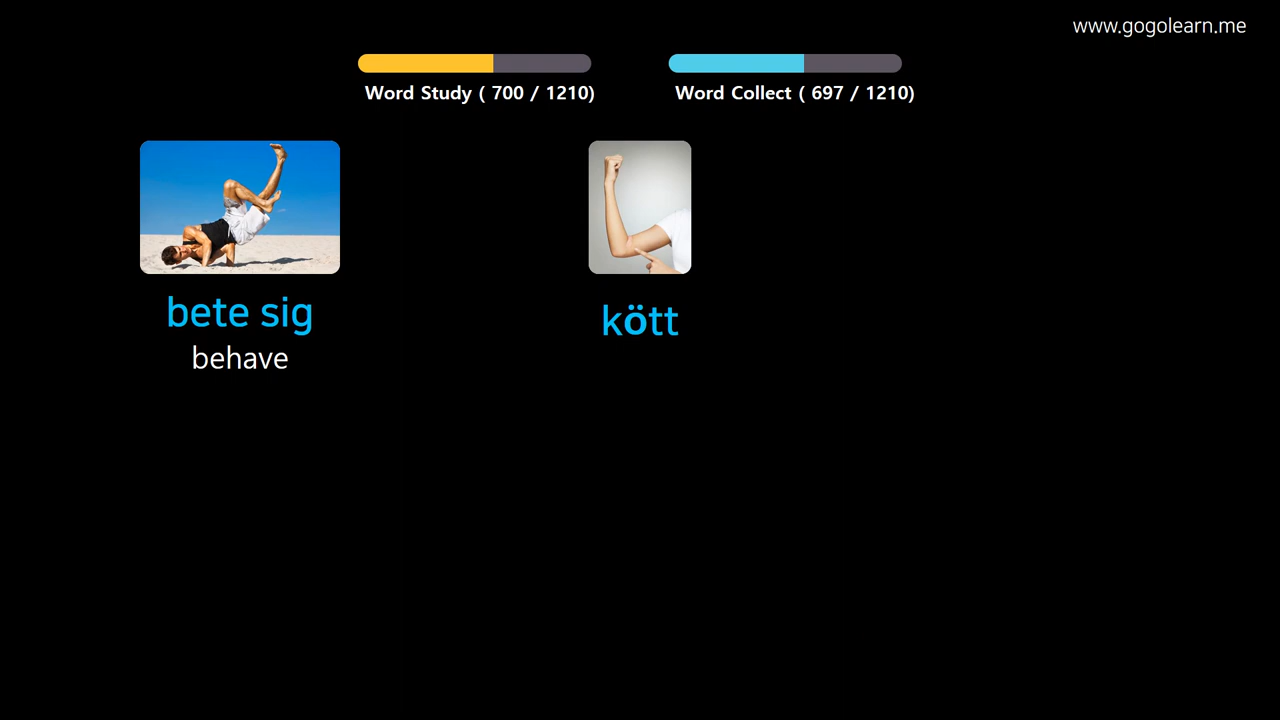 www.gogolearn.me
Word Study ( 700 / 1210)
Word Collect ( 697 / 1210)
bete sig
behave
kött